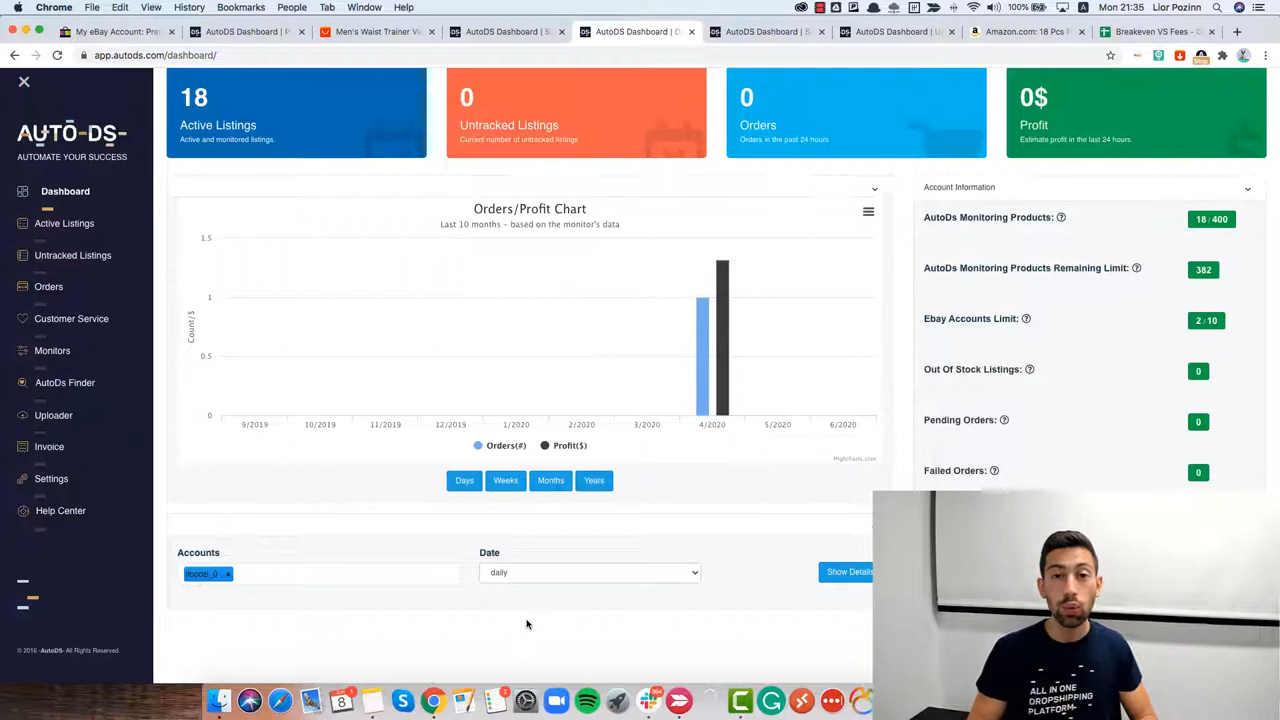 Chrome File Edit View History Bookmarks People Tab Window Help 100% Mon 21:35 Lior Pozinn
My eBay Account: Pre AutoDS Dashboard | P Men's Waist Trainer V AutoDS Dashboard | S AutoDS Dashboard | D AutoDS Dashboard | S AutoDS Dashboard | Up Amazon.com: 18 Pcs F Breakeven VS Fees - G
app.autods.com/dashboard/
AUTO-DS-
AUTOMATE YOUR SUCCESS
Dashboard
Active Listings
Untracked Listings
Orders
Customer Service
Monitors
AutoDs Finder
Uploader
Invoice
Settings
Help Center
© 2016 -AutoDS- All Rights Reserved.
18
Active Listings
Active and monitored listings.
0
Untracked Listings
Current number of untracked listings
0
Orders
Orders in the past 24 hours
0$
Profit
Estimate profit in the last 24 hours.
Orders/Profit Chart
Last 10 months - based on the monitor's data
Count/$
1.5
1
0.5
0
9/2019 10/2019 11/2019 12/2019 1/2020 2/2020 3/2020 4/2020 5/2020 6/2020
Orders(#) Profit($)
Highcharts.com
Days Weeks Months Years
Account Information
AutoDs Monitoring Products: 18 / 400
AutoDs Monitoring Products Remaining Limit: 382
Ebay Accounts Limit: 2 / 10
Out Of Stock Listings: 0
Pending Orders: 0
Failed Orders: 0
Accounts
Date
daily
Show Details
ALL IN ONE
DROPSHIPPING
PLATFORM